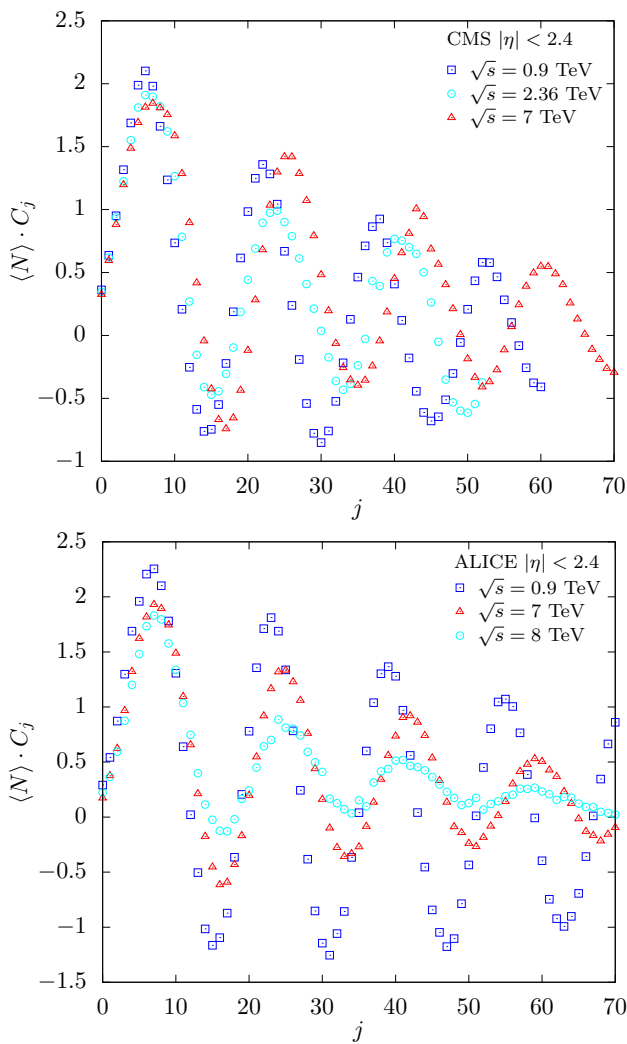 CMS |η| < 2.4
√s = 0.9 TeV
√s = 2.36 TeV
√s = 7 TeV
⟨N⟩ · C_j
2.5
2
1.5
1
0.5
0
−0.5
−1
0 10 20 30 40 50 60 70
j
ALICE |η| < 2.4
√s = 0.9 TeV
√s = 7 TeV
√s = 8 TeV
⟨N⟩ · C_j
2.5
2
1.5
1
0.5
0
-0.5
-1
-1.5
0 10 20 30 40 50 60 70
j